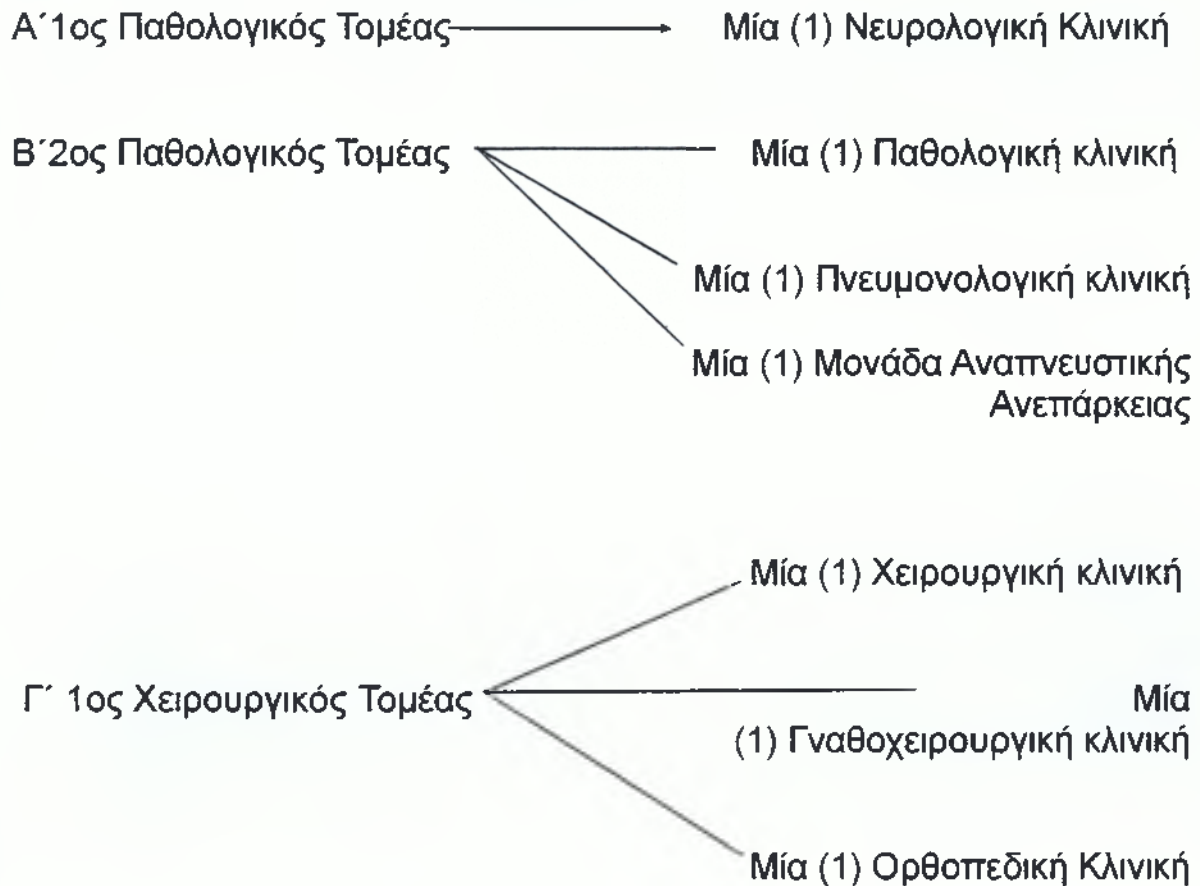 Α΄1ος Παθολογικός Τομέας Μία (1) Νευρολογική Κλινική
Β΄2ος Παθολογικός Τομέας Μία (1) Παθολογική κλινική
Μία (1) Πνευμονολογική κλινική
Μία (1) Μονάδα Αναπνευστικής
Ανεπάρκειας
Μία (1) Χειρουργική κλινική
Γ΄ 1ος Χειρουργικός Τομέας Μία
(1) Γναθοχειρουργική κλινική
Μία (1) Ορθοπεδική Κλινική